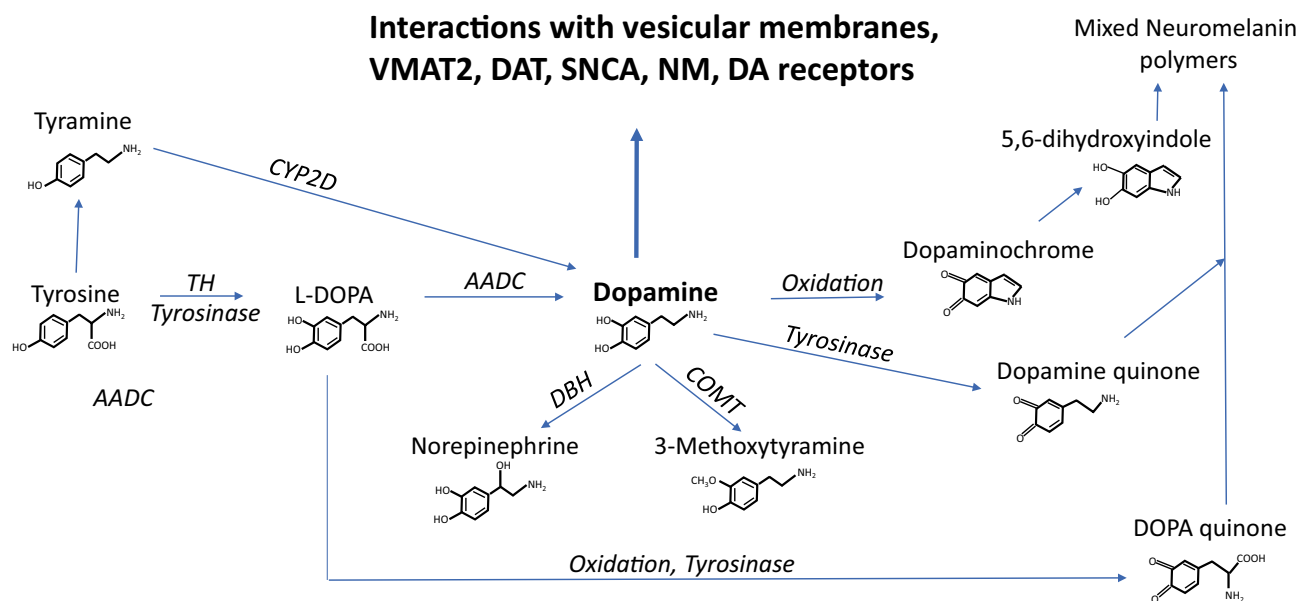 Interactions with vesicular membranes,
VMAT2, DAT, SNCA, NM, DA receptors
Mixed Neuromelanin
polymers
Tyramine
NH2
HO
CYP2D
5,6-dihydroxyindole
HO
HO
NH
Dopaminochrome
O
O
NH
Tyrosine
NH2
HO
COOH
TH
Tyrosinase
L-DOPA
HO
HO
NH2
COOH
AADC
Dopamine
HO
HO
NH2
Oxidation
Tyrosinase
Dopamine quinone
O
O
NH2
AADC
DBH
COMT
Norepinephrine
OH
HO
HO
NH2
3-Methoxytyramine
CH3O
HO
NH2
DOPA quinone
O
O
COOH
NH2
Oxidation, Tyrosinase